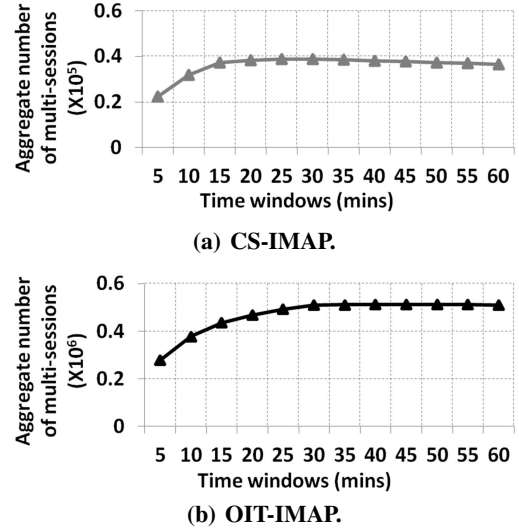 Aggregate number
of multi-sessions
(X10⁵)
0.6
0.4
0.2
0
5 10 15 20 25 30 35 40 45 50 55 60
Time windows (mins)
(a) CS-IMAP.
Aggregate number
of multi-sessions
(X10⁶)
0.6
0.4
0.2
0
5 10 15 20 25 30 35 40 45 50 55 60
Time windows (mins)
(b) OIT-IMAP.